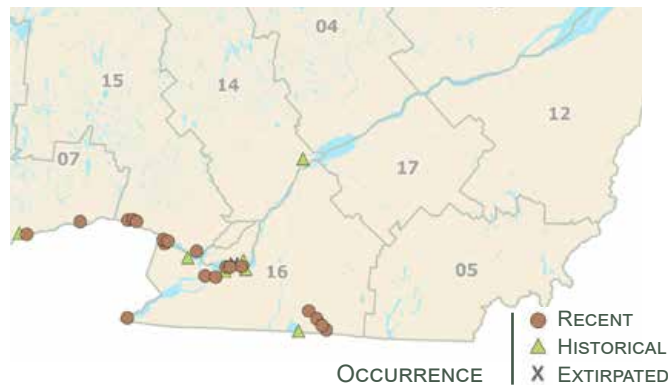 04
15
14
12
07
17
16
05
RECENT
HISTORICAL
OCCURRENCE
X EXTIRPATED